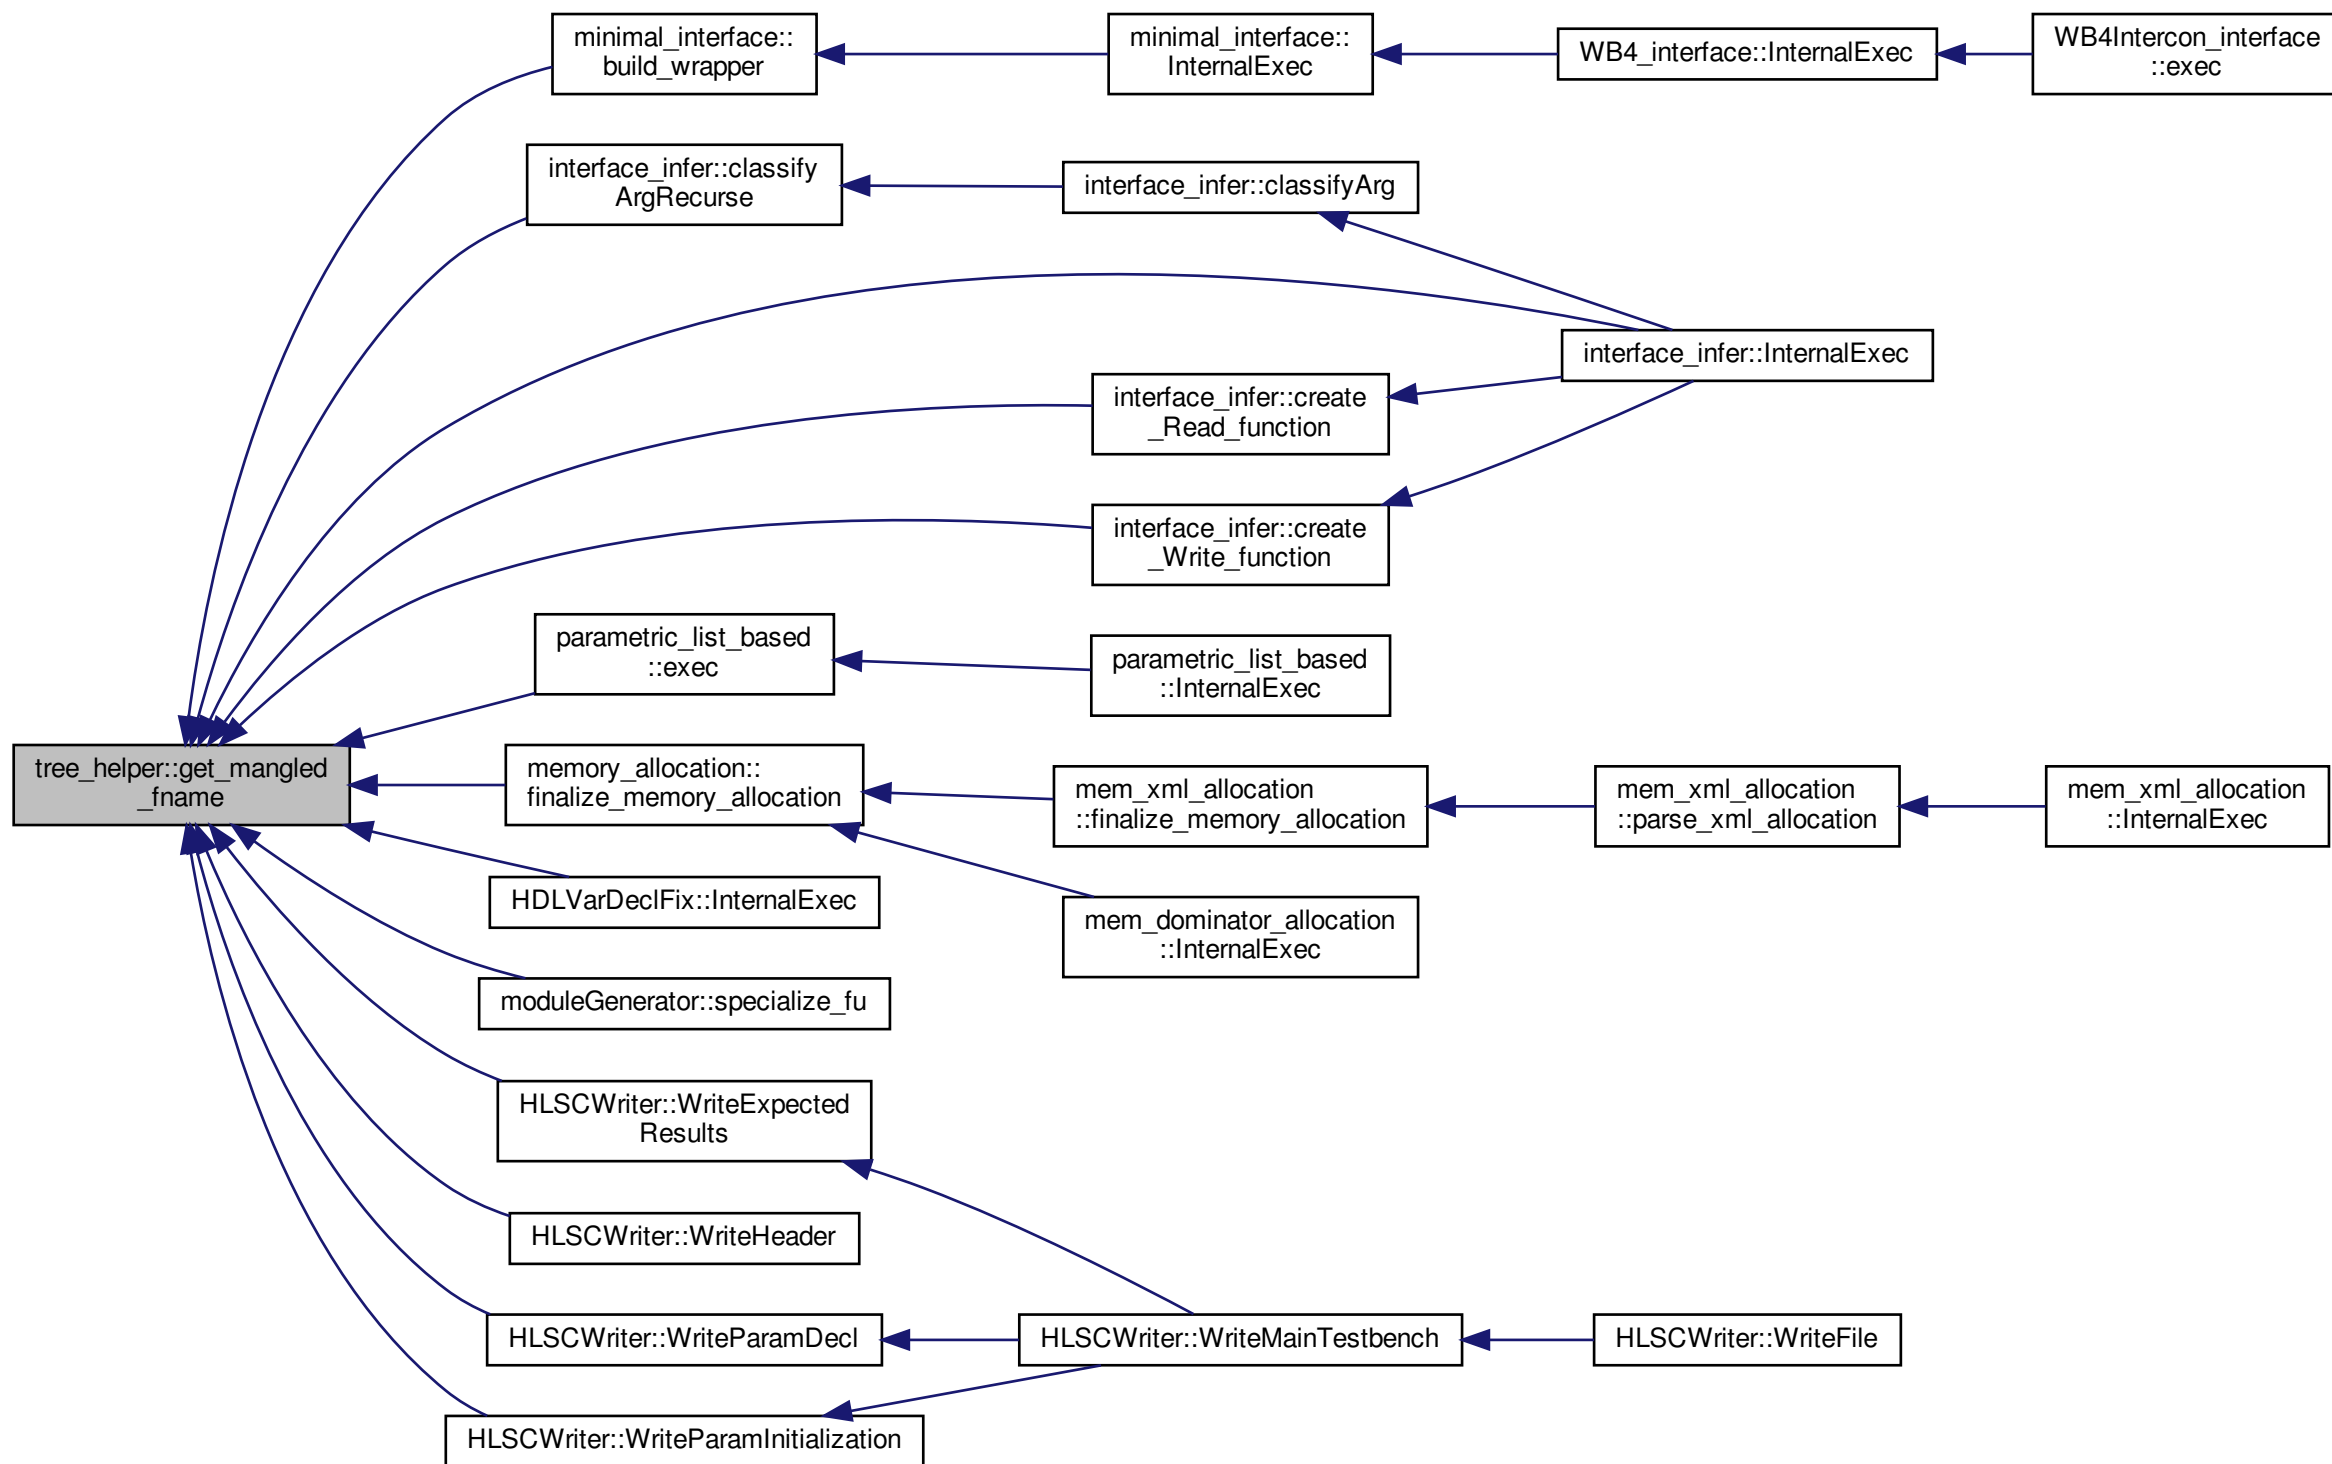 minimal_interface::
build_wrapper
minimal_interface::
InternalExec
WB4_interface::InternalExec
WB4Intercon_interface
::exec
interface_infer::classify
ArgRecurse
interface_infer::classifyArg
interface_infer::InternalExec
interface_infer::create
_Read_function
interface_infer::create
_Write_function
parametric_list_based
::exec
parametric_list_based
::InternalExec
tree_helper::get_mangled
_fname
memory_allocation::
finalize_memory_allocation
mem_xml_allocation
::finalize_memory_allocation
mem_xml_allocation
::parse_xml_allocation
mem_xml_allocation
::InternalExec
HDLVarDeclFix::InternalExec
mem_dominator_allocation
::InternalExec
moduleGenerator::specialize_fu
HLSCWriter::WriteExpected
Results
HLSCWriter::WriteHeader
HLSCWriter::WriteParamDecl
HLSCWriter::WriteMainTestbench
HLSCWriter::WriteFile
HLSCWriter::WriteParamInitialization